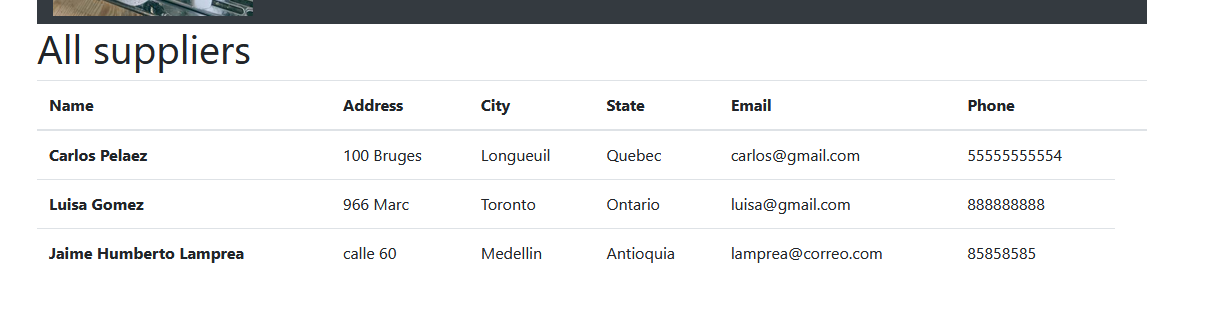 All suppliers
Name Address City State Email Phone
Carlos Pelaez 100 Bruges Longueuil Quebec carlos@gmail.com 55555555554
Luisa Gomez 966 Marc Toronto Ontario luisa@gmail.com 888888888
Jaime Humberto Lamprea calle 60 Medellin Antioquia lamprea@correo.com 85858585